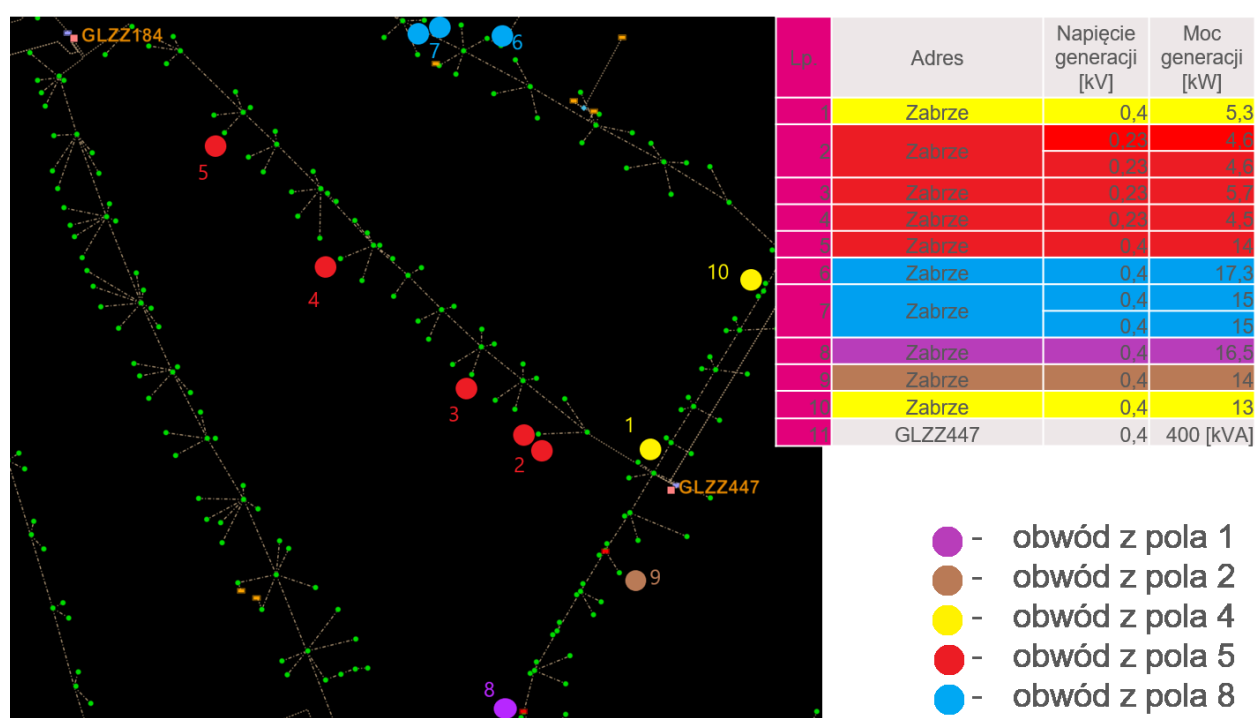 GLZZ184
7
6
5
10
4
3
1
2
GLZZ447
9
8
Lp. Adres Napięcie generacji [kV] Moc generacji [kW]
1 Zabrze 0,4 5,3
2 Zabrze 0,23 4,6
0,23 4,6
3 Zabrze 0,23 5,7
4 Zabrze 0,23 4,5
5 Zabrze 0,4 14
6 Zabrze 0,4 17,3
7 Zabrze 0,4 15
0,4 15
8 Zabrze 0,4 16,5
9 Zabrze 0,4 14
10 Zabrze 0,4 13
11 GLZZ447 0,4 400 [kVA]
- obwód z pola 1
- obwód z pola 2
- obwód z pola 4
- obwód z pola 5
- obwód z pola 8